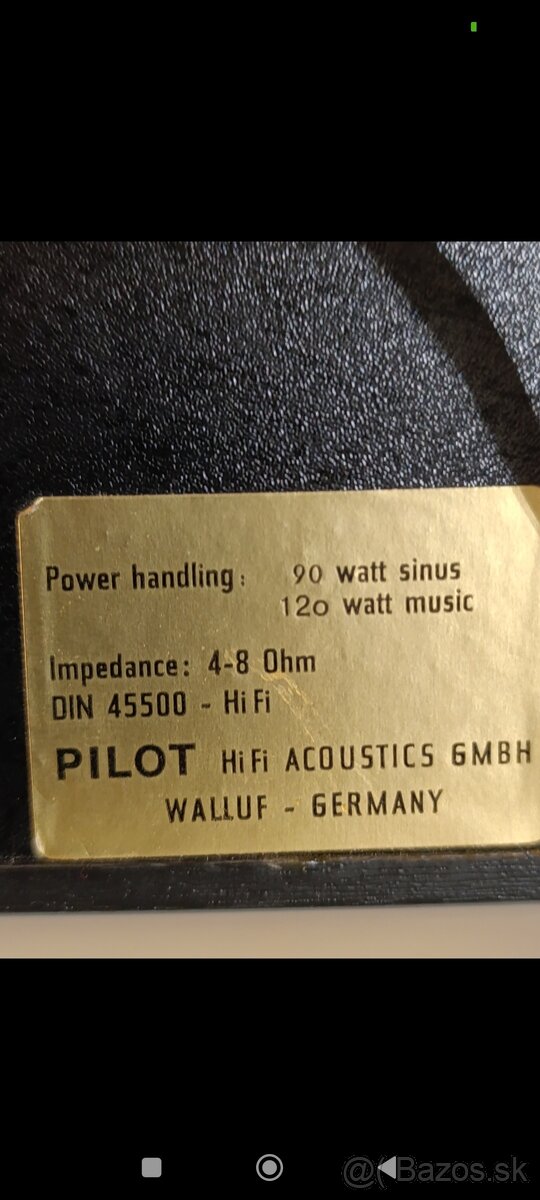 Power handling: 90 watt sinus
120 watt music
Impedance: 4-8 Ohm
DIN 45500 - HiFi
PILOT HiFi ACOUSTICS GMBH
WALLUF - GERMANY
@(Bazos.sk